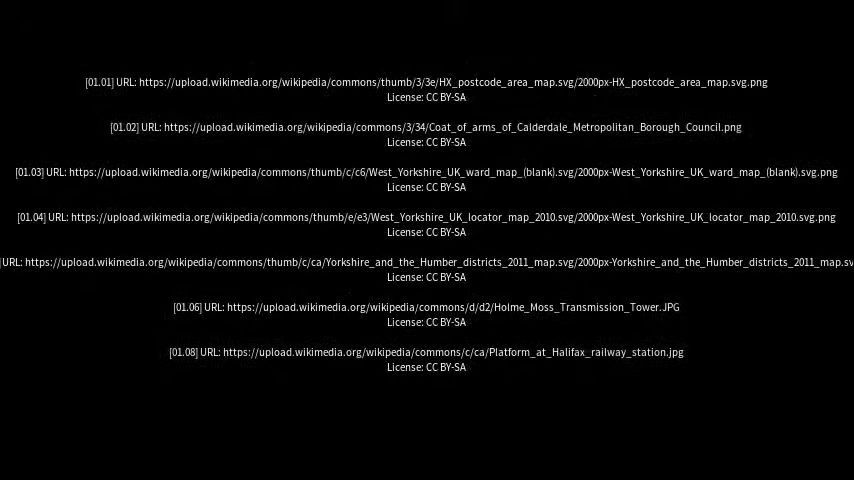 [01.01] URL: https://upload.wikimedia.org/wikipedia/commons/thumb/3/3e/HX_postcode_area_map.svg/2000px-HX_postcode_area_map.svg.png
License: CC BY-SA
[01.02] URL: https://upload.wikimedia.org/wikipedia/commons/3/34/Coat_of_arms_of_Calderdale_Metropolitan_Borough_Council.png
License: CC BY-SA
[01.03] URL: https://upload.wikimedia.org/wikipedia/commons/thumb/c/c6/West_Yorkshire_UK_ward_map_(blank).svg/2000px-West_Yorkshire_UK_ward_map_(blank).svg.png
License: CC BY-SA
[01.04] URL: https://upload.wikimedia.org/wikipedia/commons/thumb/e/e3/West_Yorkshire_UK_locator_map_2010.svg/2000px-West_Yorkshire_UK_locator_map_2010.svg.png
License: CC BY-SA
URL: https://upload.wikimedia.org/wikipedia/commons/thumb/c/ca/Yorkshire_and_the_Humber_districts_2011_map.svg/2000px-Yorkshire_and_the_Humber_districts_2011_map.sv
License: CC BY-SA
[01.06] URL: https://upload.wikimedia.org/wikipedia/commons/d/d2/Holme_Moss_Transmission_Tower.JPG
License: CC BY-SA
[01.08] URL: https://upload.wikimedia.org/wikipedia/commons/c/ca/Platform_at_Halifax_railway_station.jpg
License: CC BY-SA